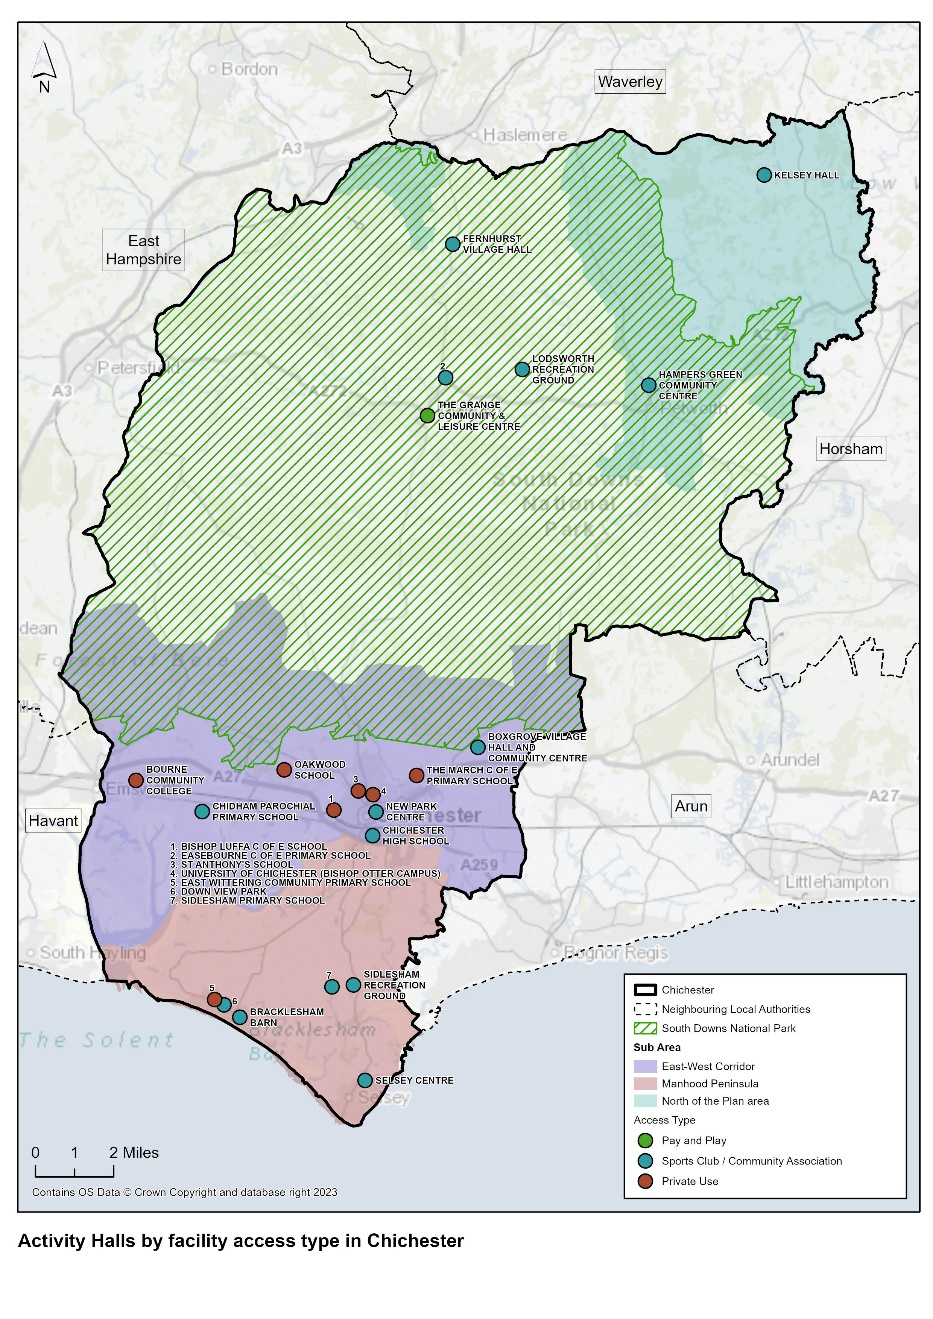 N
Bordon
Waverley
A3
Haslemere
KELSEY HALL
East
Hampshire
FERNHURST
VILLAGE HALL
A272
Petersfield
A3
A272
2
LODSWORTH
RECREATION
GROUND
HAMPERS GREEN
COMMUNITY
CENTRE
Petworth
THE GRANGE
COMMUNITY &
LEISURE CENTRE
Horsham
South Downs
National
Park
dean
Forest of Bere
BOXGROVE VILLAGE
HALL AND
COMMUNITY CENTRE
Arundel
OAKWOOD
SCHOOL
THE MARCH C OF E
PRIMARY SCHOOL
BOURNE
COMMUNITY
COLLEGE
A27
3
4
1
A27
Havant
CHIDHAM PAROCHIAL
PRIMARY SCHOOL
NEW PARK
CENTRE
Arun
CHICHESTER
HIGH SCHOOL
1. BISHOP LUFFA C OF E SCHOOL
2. EASEBOURNE C OF E PRIMARY SCHOOL
3. ST ANTHONY'S SCHOOL
4. UNIVERSITY OF CHICHESTER (BISHOP OTTER CAMPUS)
5. EAST WITTERING COMMUNITY PRIMARY SCHOOL
6. DOWN VIEW PARK
7. SIDLESHAM PRIMARY SCHOOL
A259
Littlehampton
South Hayling
Bognor Regis
7
SIDLESHAM
RECREATION
GROUND
5
6
BRACKLESHAM
BARN
Bracklesham
Bay
The Solent
SELSEY CENTRE
Selsey
Chichester
Neighbouring Local Authorities
South Downs National Park
Sub Area
East-West Corridor
Manhood Peninsula
North of the Plan area
Access Type
Pay and Play
Sports Club / Community Association
Private Use
0 1 2 Miles
Contains OS Data © Crown Copyright and database right 2023
Activity Halls by facility access type in Chichester